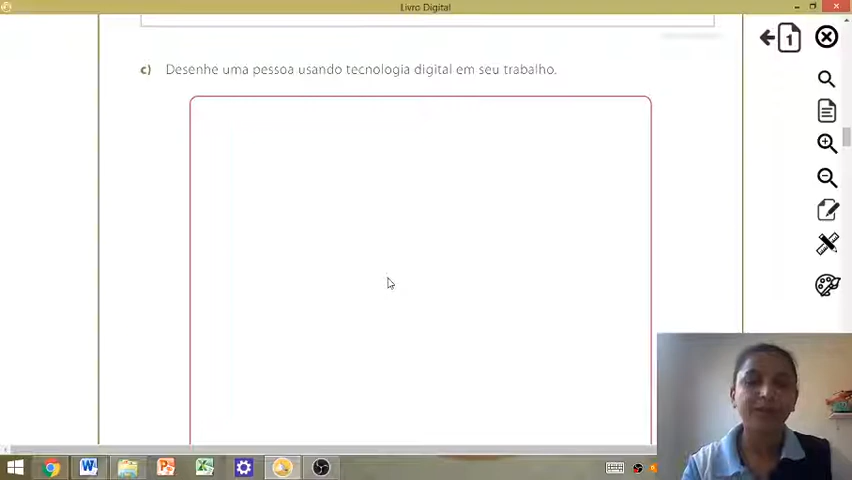 Livro Digital
1
c) Desenhe uma pessoa usando tecnologia digital em seu trabalho.